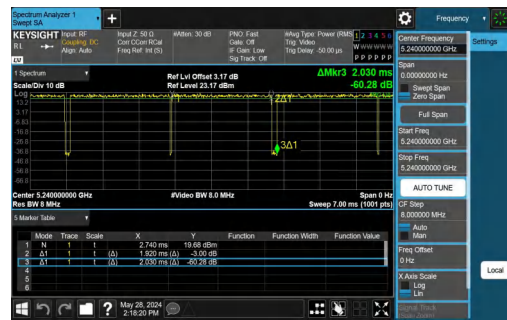 Spectrum Analyzer 1
Swept SA
+
Frequency
KEYSIGHT Input: RF Input Z: 50 Ω #Atten: 30 dB PNO: Fast #Avg Type: Power (RMS 1 2 3 4 5 6
RL Coupling: DC Corr CCorr RCal Gate: Off Trig: Video
Align: Auto Freq Ref: Int (S) IF Gain: Low Trig Delay: -50.00 µs
Sig Track: Off
W W W W W W
P P P P P P
LV
1 Spectrum
Scale/Div 10 dB
Ref Lvl Offset 3.17 dB
Ref Level 23.17 dBm
ΔMkr3 2.030 ms
-60.28 dB
Log
13.2
3.17
-6.83
-16.8
-26.8
-36.8
-46.8
-56.8
-66.8
1
2Δ1
3Δ1
Center 5.240000000 GHz #Video BW 8.0 MHz Span 0 Hz
Res BW 8 MHz Sweep 7.00 ms (1001 pts)
5 Marker Table
Mode Trace Scale X Y Function Function Width Function Value
1 N 1 t 2.740 ms 19.68 dBm
2 Δ1 1 t (Δ) 1.920 ms (Δ) -3.00 dB
3 Δ1 1 t (Δ) 2.030 ms (Δ) -60.28 dB
4
5
6
May 28, 2024
2:18:20 PM
?
Center Frequency
5.240000000 GHz
Settings
Span
0.00000000 Hz
Swept Span
Zero Span
Full Span
Start Freq
5.240000000 GHz
Stop Freq
5.240000000 GHz
AUTO TUNE
CF Step
8.000000 MHz
Auto
Man
Freq Offset
0 Hz
X Axis Scale
Log
Lin
Signal Track
(Span Zoom)
Local